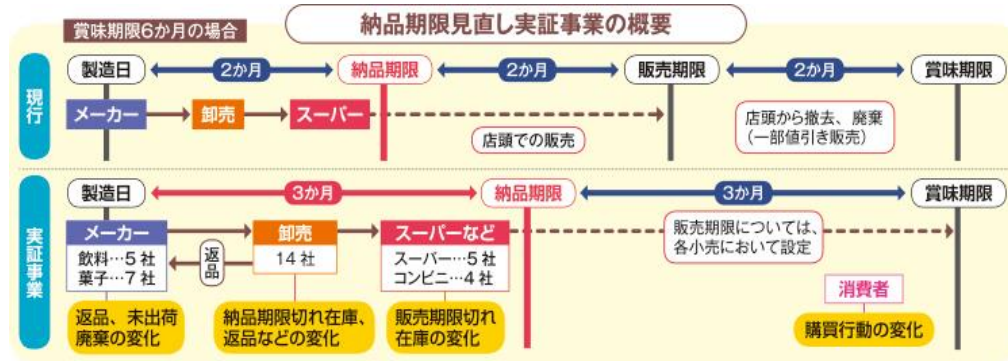 納品期限見直し実証事業の概要
賞味期限6か月の場合
現行
製造日
2か月
納品期限
2か月
販売期限
2か月
賞味期限
メーカー
卸売
スーパー
店頭での販売
店頭から撤去、廃棄
(一部値引き販売)
実証事業
製造日
3か月
納品期限
3か月
賞味期限
メーカー
飲料…5社
菓子…7社
返品
卸売
14社
スーパーなど
スーパー…5社
コンビニ…4社
販売期限については、
各小売において設定
消費者
返品、未出荷
廃棄の変化
納品期限切れ在庫、
返品などの変化
販売期限切れ
在庫の変化
購買行動の変化